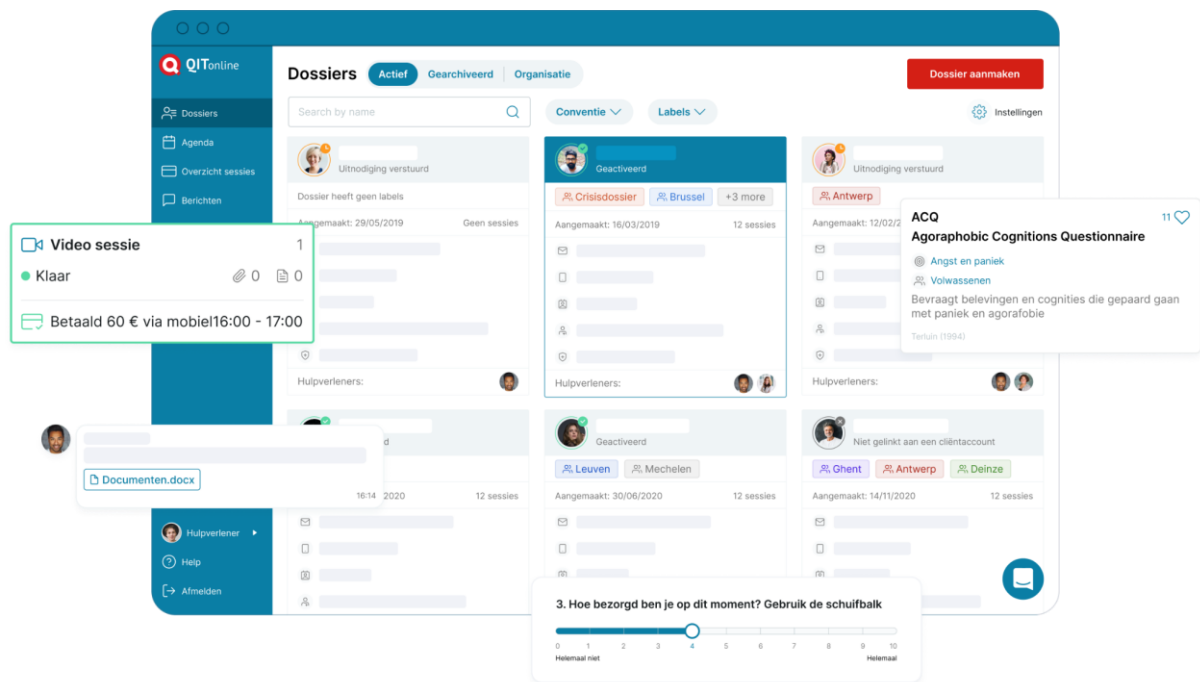 QITonline
Dossiers
Agenda
Overzicht sessies
Berichten
Hulpverlener
Help
Afmelden
Dossiers
Actief
Gearchiveerd
Organisatie
Dossier aanmaken
Search by name
Conventie
Labels
Instellingen
Uitnodiging verstuurd
Dossier heeft geen labels
Aangemaakt: 29/05/2019
Geen sessies
Hulpverleners:
Geactiveerd
Crisisdossier
Brussel
+3 more
Aangemaakt: 16/03/2019
12 sessies
Hulpverleners:
Uitnodiging verstuurd
Antwerp
Aangemaakt: 12/02/2
Hulpverleners:
Video sessie
1
Klaar
0
0
Betaald 60 € via mobiel16:00 - 17:00
ACQ
11
Agoraphobic Cognitions Questionnaire
Angst en paniek
Volwassenen
Bevraagt belevingen en cognities die gepaard gaan
met paniek en agorafobie
Terluin (1994)
Documenten.docx
16:14
d
2020
12 sessies
Geactiveerd
Leuven
Mechelen
Aangemaakt: 30/06/2020
12 sessies
Niet gelinkt aan een cliëntaccount
Ghent
Antwerp
Deinze
Aangemaakt: 14/11/2020
12 sessies
3. Hoe bezorgd ben je op dit moment? Gebruik de schuifbalk
0 1 2 3 4 5 6 7 8 9 10
Helemaal niet
Helemaal